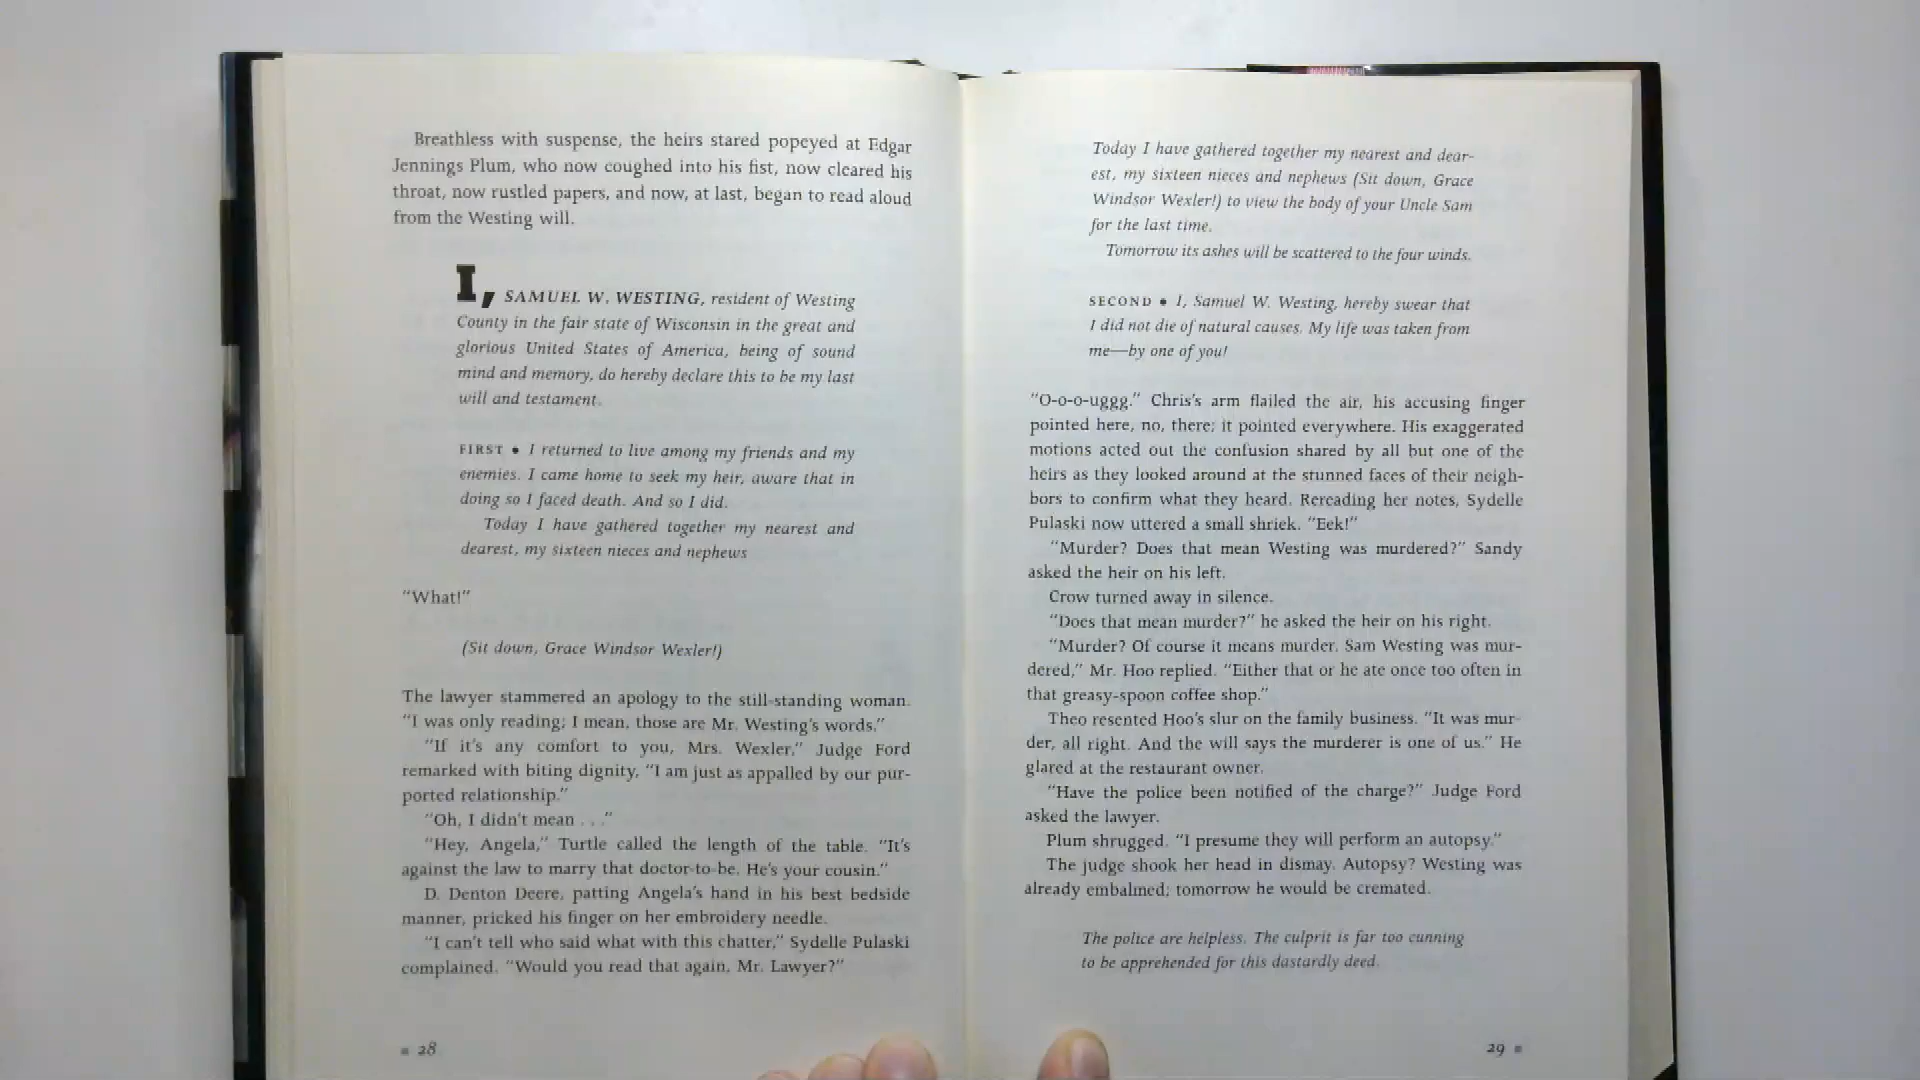 Breathless with suspense, the heirs stared popeyed at Edgar
Jennings Plum, who now coughed into his fist, now cleared his
throat, now rustled papers, and now, at last, began to read aloud
from the Westing will.
I, SAMUEL W. WESTING, resident of Westing
County in the fair state of Wisconsin in the great and
glorious United States of America, being of sound
mind and memory, do hereby declare this to be my last
will and testament.
FIRST • I returned to live among my friends and my
enemies. I came home to seek my heir, aware that in
doing so I faced death. And so I did.
Today I have gathered together my nearest and
dearest, my sixteen nieces and nephews
"What!"
(Sit down, Grace Windsor Wexler!)
The lawyer stammered an apology to the still-standing woman.
"I was only reading; I mean, those are Mr. Westing's words."
"If it's any comfort to you, Mrs. Wexler," Judge Ford
remarked with biting dignity, "I am just as appalled by our pur-
ported relationship."
"Oh, I didn't mean . . ."
"Hey, Angela," Turtle called the length of the table. "It's
against the law to marry that doctor-to-be. He's your cousin."
D. Denton Deere, patting Angela's hand in his best bedside
manner, pricked his finger on her embroidery needle.
"I can't tell who said what with this chatter," Sydelle Pulaski
complained. "Would you read that again, Mr. Lawyer?"
▪ 28
Today I have gathered together my nearest and dear-
est, my sixteen nieces and nephews (Sit down, Grace
Windsor Wexler!) to view the body of your Uncle Sam
for the last time.
Tomorrow its ashes will be scattered to the four winds.
SECOND • I, Samuel W. Westing, hereby swear that
I did not die of natural causes. My life was taken from
me—by one of you!
"O-o-o-uggg." Chris's arm flailed the air, his accusing finger
pointed here, no, there; it pointed everywhere. His exaggerated
motions acted out the confusion shared by all but one of the
heirs as they looked around at the stunned faces of their neigh-
bors to confirm what they heard. Rereading her notes, Sydelle
Pulaski now uttered a small shriek. "Eek!"
"Murder? Does that mean Westing was murdered?" Sandy
asked the heir on his left.
Crow turned away in silence.
"Does that mean murder?" he asked the heir on his right.
"Murder? Of course it means murder. Sam Westing was mur-
dered," Mr. Hoo replied. "Either that or he ate once too often in
that greasy-spoon coffee shop."
Theo resented Hoo's slur on the family business. "It was mur-
der, all right. And the will says the murderer is one of us." He
glared at the restaurant owner.
"Have the police been notified of the charge?" Judge Ford
asked the lawyer.
Plum shrugged. "I presume they will perform an autopsy."
The judge shook her head in dismay. Autopsy? Westing was
already embalmed; tomorrow he would be cremated.
The police are helpless. The culprit is far too cunning
to be apprehended for this dastardly deed.
29 ▪